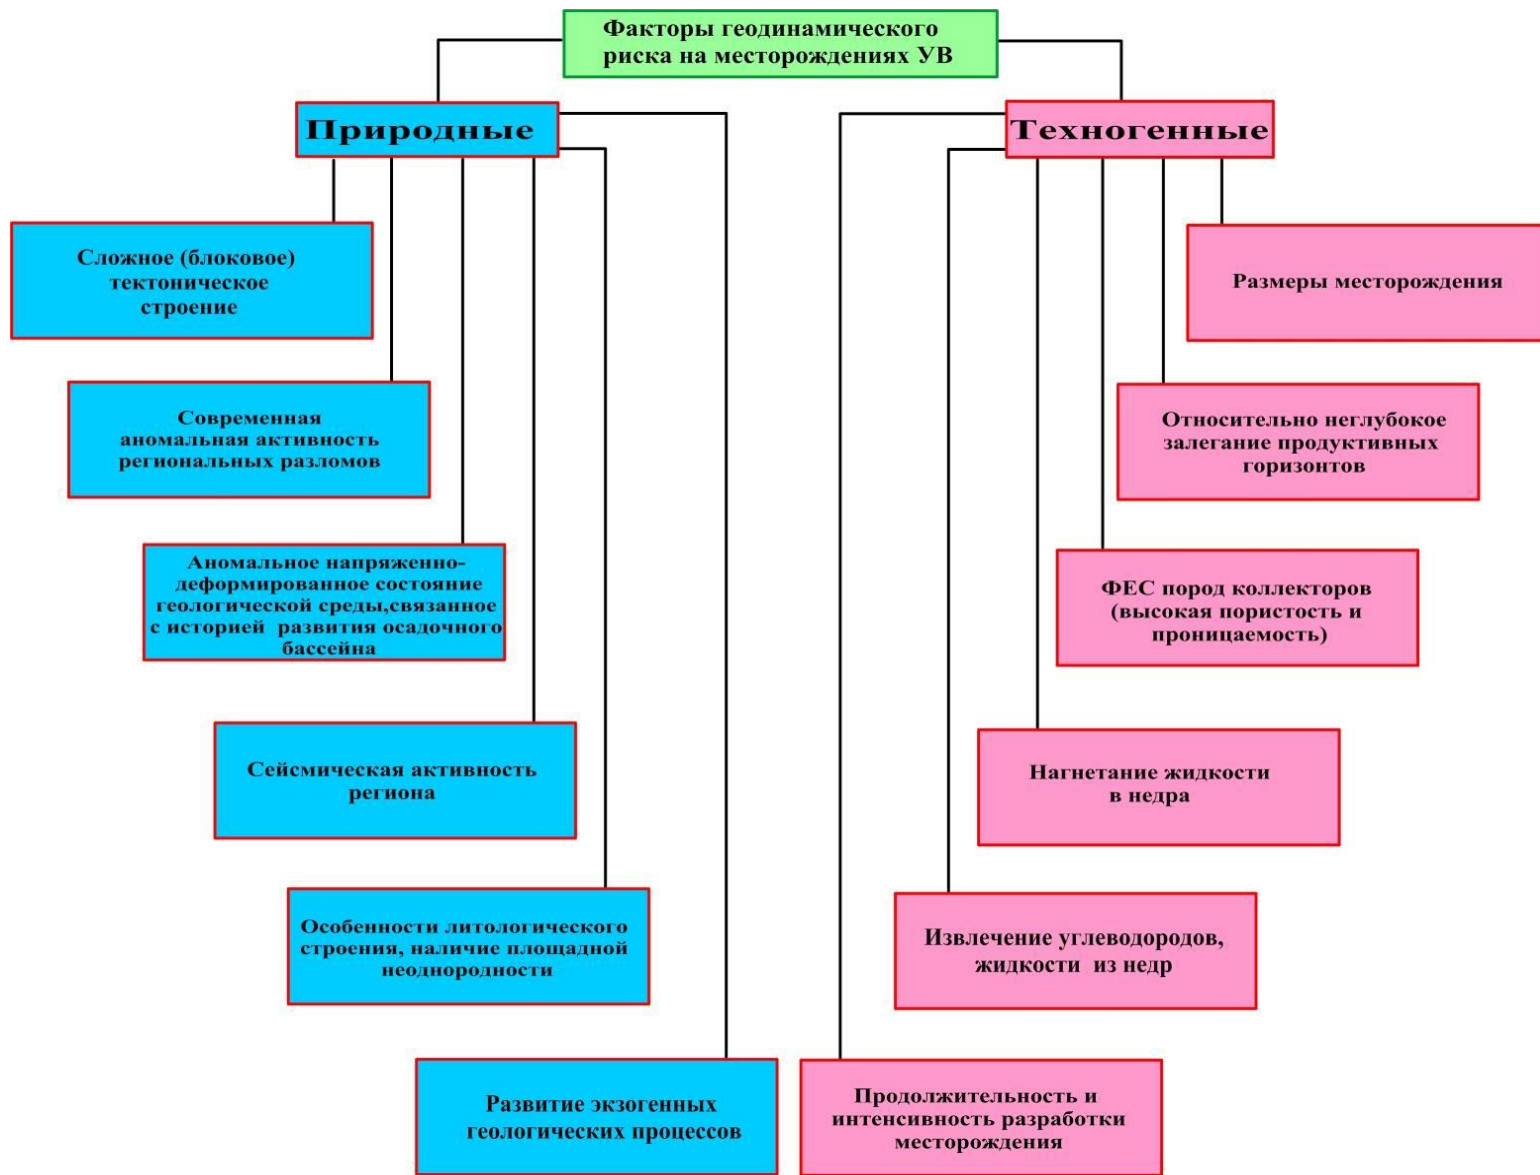 Факторы геодинамического
риска на месторождениях УВ
Природные
Техногенные
Сложное (блоковое)
тектоническое
строение
Современная
аномальная активность
региональных разломов
Аномальное напряженно-
деформированное состояние
геологической среды,связанное
с историей развития осадочного
бассейна
Сейсмическая активность
региона
Особенности литологического
строения, наличие площадной
неоднородности
Развитие экзогенных
геологических процессов
Размеры месторождения
Относительно неглубокое
залегание продуктивных
горизонтов
ФЕС пород коллекторов
(высокая пористость и
проницаемость)
Нагнетание жидкости
в недра
Извлечение углеводородов,
жидкости из недр
Продолжительность и
интенсивность разработки
месторождения